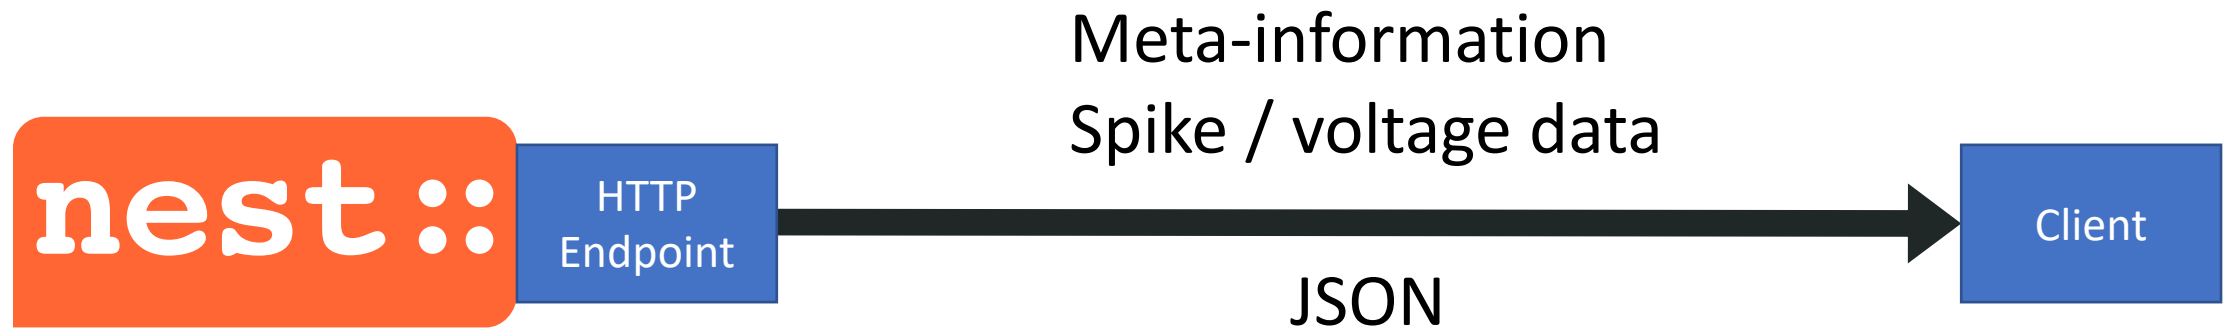 Meta-information
Spike / voltage data
nest::
HTTP
Endpoint
Client
JSON